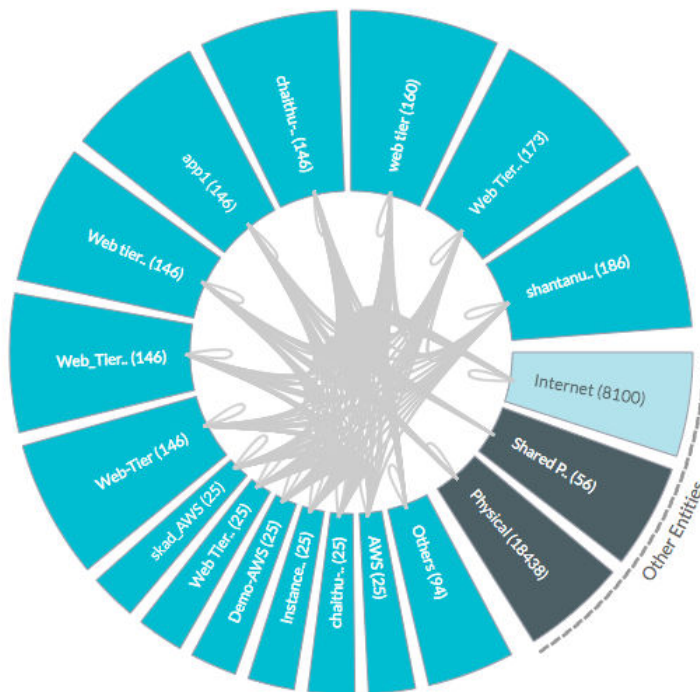 chaithu-.. (146)
web tier (160)
Web Tier.. (173)
shantanu.. (186)
Internet (8100)
Shared P.. (56)
Physical (18438)
Other Entities
Others (94)
AWS (25)
chaithu-.. (25)
Instance.. (25)
Demo-AWS (25)
Web Tier.. (25)
skad_AWS (25)
Web-Tier (146)
Web_Tier.. (146)
Web tier.. (146)
app1 (146)